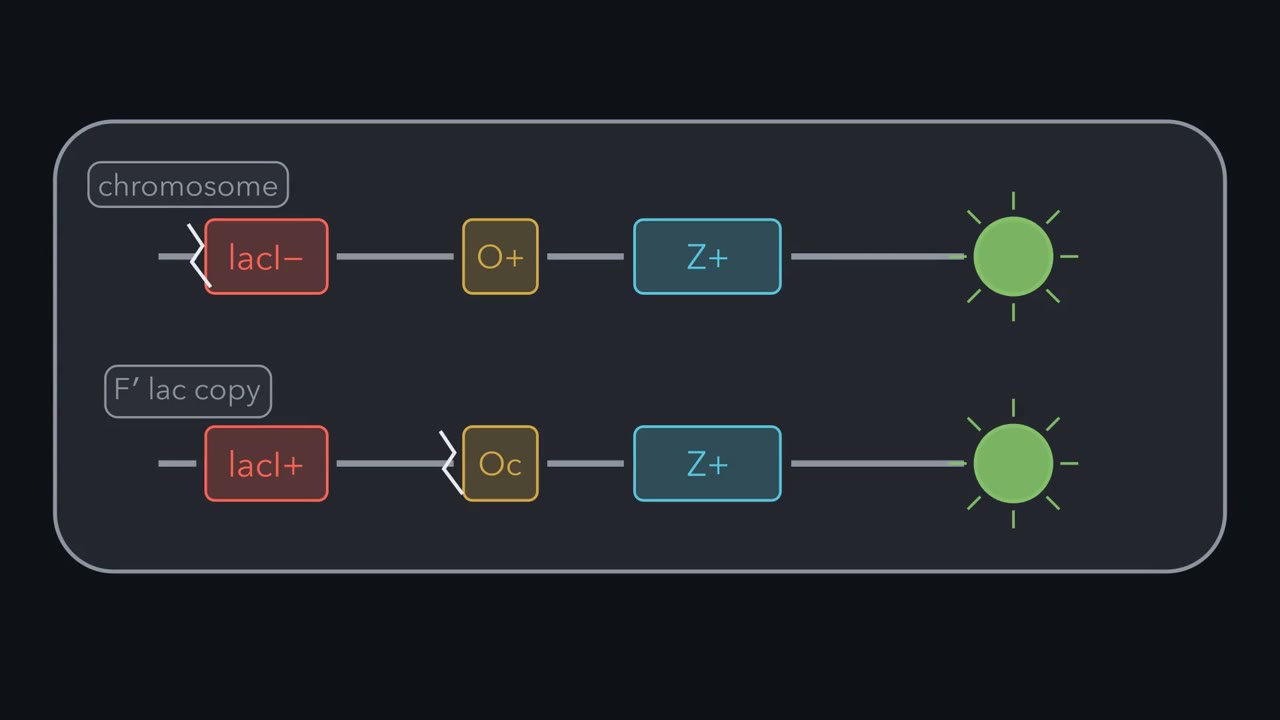 chromosome
lacI− O+ Z+
F′ lac copy
lacI+ Oc Z+